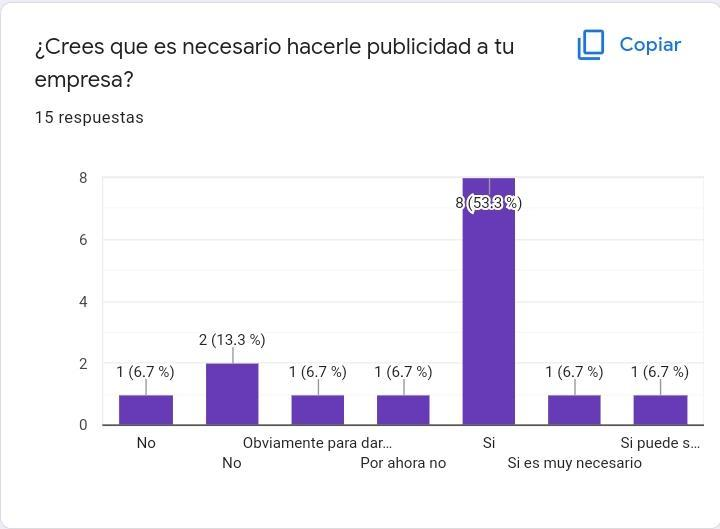 ¿Crees que es necesario hacerle publicidad a tu
empresa?
Copiar
15 respuestas
8
6
4
2
0
1 (6.7 %)
2 (13.3 %)
1 (6.7 %)
1 (6.7 %)
8 (53.3 %)
1 (6.7 %)
1 (6.7 %)
No
No
Obviamente para dar...
Por ahora no
Si
Si es muy necesario
Si puede s...